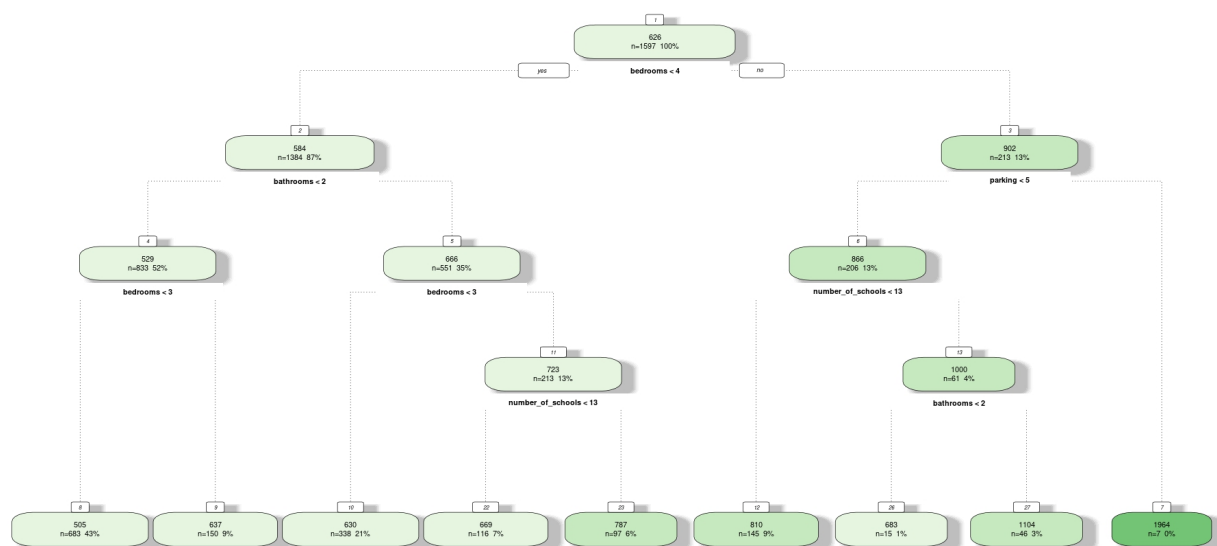 1
626
n=1597 100%
yes
bedrooms < 4
no
2
584
n=1384 87%
bathrooms < 2
3
902
n=213 13%
parking < 5
4
529
n=833 52%
bedrooms < 3
5
666
n=551 35%
bedrooms < 3
6
866
n=206 13%
number_of_schools < 13
11
723
n=213 13%
number_of_schools < 13
13
1000
n=61 4%
bathrooms < 2
8
505
n=683 43%
9
637
n=150 9%
10
630
n=338 21%
22
669
n=116 7%
23
787
n=97 6%
12
810
n=145 9%
26
683
n=15 1%
27
1104
n=46 3%
7
1964
n=7 0%